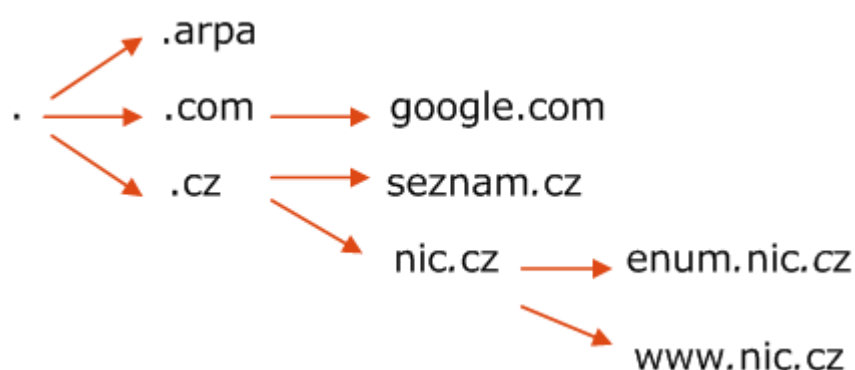 .arpa
. .com google.com
.cz seznam.cz
nic.cz enum.nic.cz
www.nic.cz